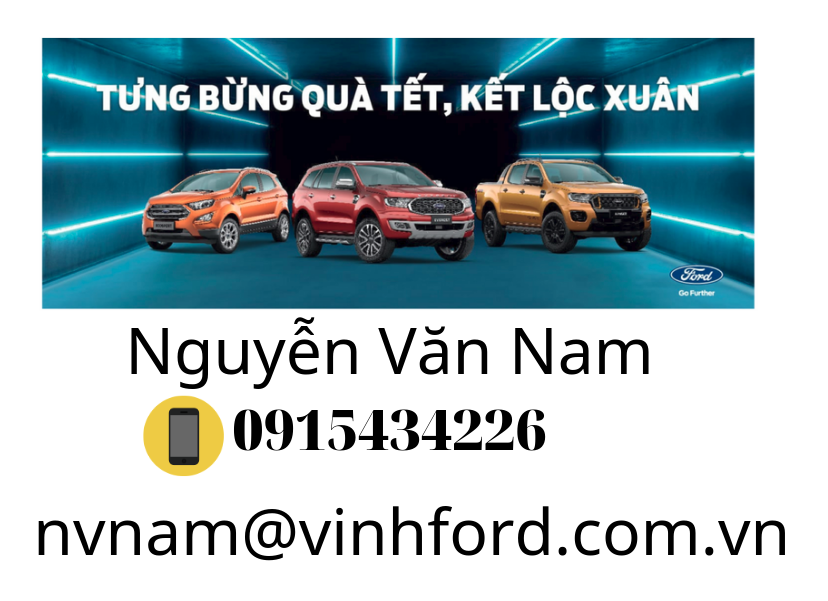 TƯNG BỪNG QUÀ TẾT, KẾT LỘC XUÂN
Ford
Go Further
Nguyễn Văn Nam
0915434226
nvnam@vinhford.com.vn